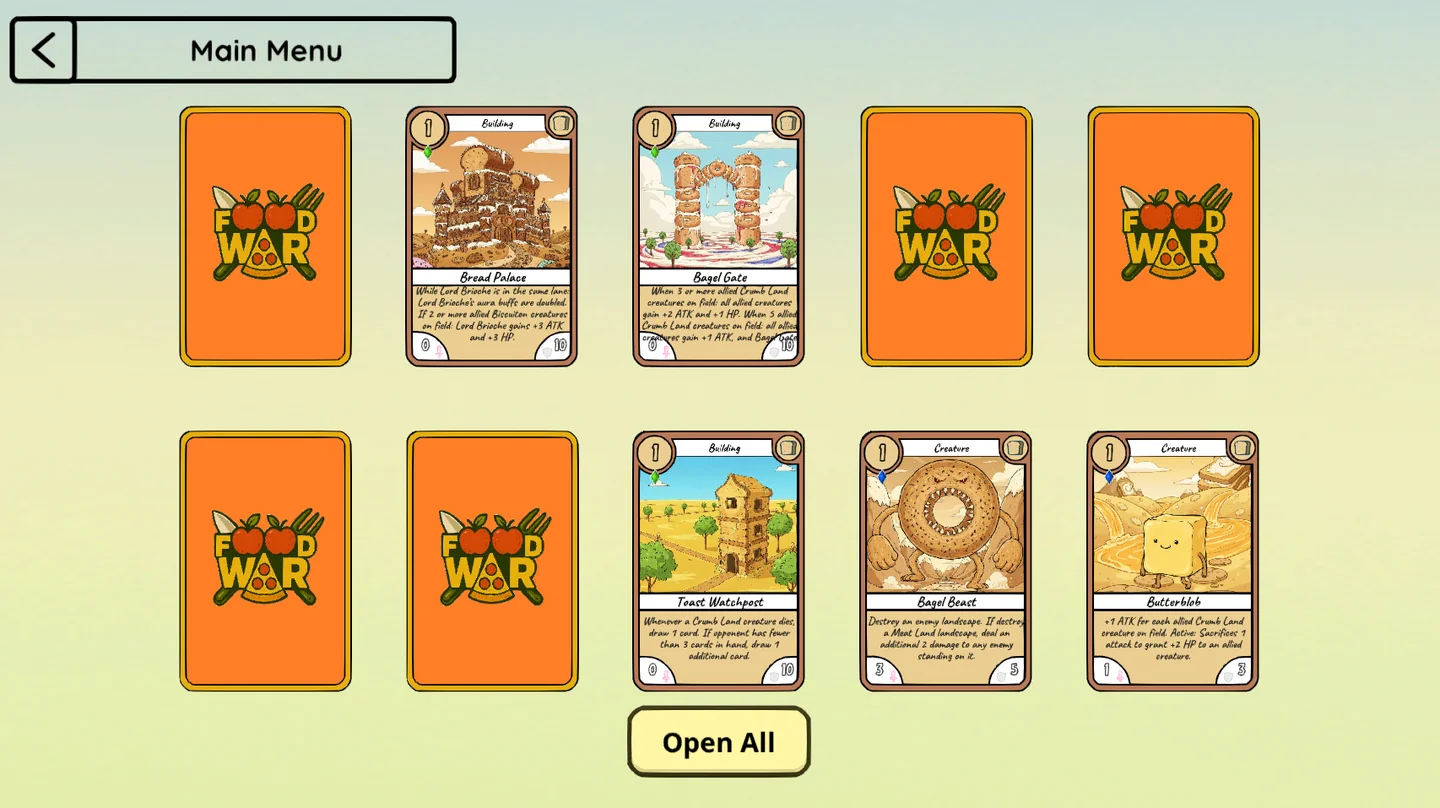 Main Menu
FOOD
WAR
1
Building
Bread Palace
While Lord Brioche is in the same lane:
Lord Brioche's aura buffs are doubled.
If 2 or more allied Biscuiton creatures
on field: Lord Brioche gains +3 ATK
and +3 HP.
0
10
1
Building
Bagel Gate
When 3 or more allied Crumb Land
creatures on field: all allied creatures
gain +2 ATK and +1 HP. When 5 allied
Crumb Land creatures on field: all allied
creatures gain +1 ATK, and Bagel Gate
0
10
FOOD
WAR
FOOD
WAR
FOOD
WAR
FOOD
WAR
1
Building
Toast Watchpost
Whenever a Crumb Land creature dies,
draw 1 card. If opponent has fewer
than 3 cards in hand, draw 1
additional card.
0
10
1
Creature
Bagel Beast
Destroy an enemy landscape. If destroy
a Meat Land landscape, deal an
additional 2 damage to any enemy
standing on it.
3
5
1
Creature
Butterblob
+1 ATK for each allied Crumb Land
creature on field. Active: Sacrifices 1
attack to grant +2 HP to an allied
creature.
1
3
Open All